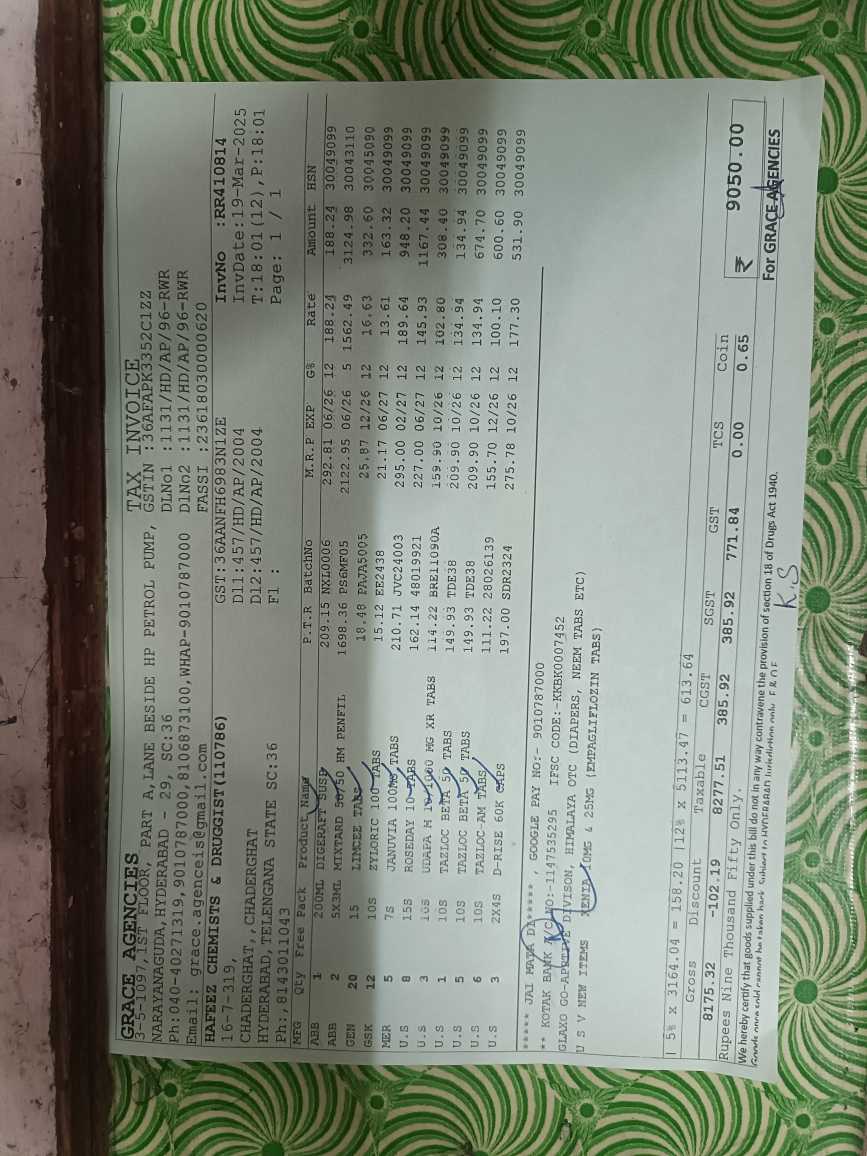 TAX INVOICE
GRACE AGENCIES
3-5-1097,1ST FLOOR, PART A,LANE BESIDE HP PETROL PUMP, GSTIN :36AFAPK3352C1ZZ
NARAYANAGUDA,HYDERABAD - 29, SC:36 DLNo1 :1131/HD/AP/96-RWR
Ph:040-40271319,9010787000,8106873100,WHAP-9010787000 DlNo2 :1131/HD/AP/96-RWR
Email: grace.agenceis@gmail.com FASSI :23618030000620
HAFEEZ CHEMISTS & DRUGGIST(110786) GST:36AANFH6983N1ZE InvNo :RR410814
16-7-319, Dl1:457/HD/AP/2004 InvDate:19-Mar-2025
CHADERGHAT,,CHADERGHAT Dl2:457/HD/AP/2004 T:18:01(12),P:18:01
HYDERABAD,TELENGANA STATE SC:36 Fl : Page: 1 / 1
Ph:,8143011043
MFG Qty Free Pack Product Name P.T.R BatchNo M.R.P EXP G% Rate Amount HSN
ABB 1 200ML DIGERAFT SUSP 209.15 NXL0006 292.81 06/26 12 188.24 188.24 30049099
ABB 2 5X3ML MIXTARD 50/50 HM PENFIL 1698.36 PS6MF05 2122.95 06/26 5 1562.49 3124.98 30043110
GEN 20 15 LIMCEE TABS 18.48 PAJA5005 25.87 12/26 12 16.63 332.60 30045090
GSK 12 10S ZYLORIC 100 TABS 15.12 EE2438 21.17 06/27 12 13.61 163.32 30049099
MER 5 7S JANUVIA 100MG TABS 210.71 JVC24003 295.00 02/27 12 189.64 948.20 30049099
U.S 8 15S ROSEDAY 10 TABS 162.14 48019921 227.00 06/27 12 145.93 1167.44 30049099
U.S 3 10S UDAPA M 10/1000 MG XR TABS 114.22 BRE11090A 159.90 10/26 12 102.80 308.40 30049099
U.S 1 10S TAZLOC BETA 50 TABS 149.93 TDE38 209.90 10/26 12 134.94 134.94 30049099
U.S 5 10S TAZLOC BETA 50 TABS 149.93 TDE38 209.90 10/26 12 134.94 674.70 30049099
U.S 6 10S TAZLOC-AM TABS 111.22 28026139 155.70 12/26 12 100.10 600.60 30049099
U.S 3 2X4S D-RISE 60K CAPS 197.00 SDR2324 275.78 10/26 12 177.30 531.90 30049099
***** JAI MATA DI****** , GOOGLE PAY NO:- 9010787000
** KOTAK BANK A/C NO:-1147535295 IFSC CODE:-KKBK0007452
GLAXO GO-APPTIVE DIVISON, HIMALAYA OTC (DIAPERS, NEEM TABS ETC)
U S V NEW ITEMS XENIA 10MG & 25MG (EMPAGLIFLOZIN TABS)
| 5% x 3164.04 = 158.20 |12% x 5113.47 = 613.64
Gross Discount Taxable CGST SGST GST TCS Coin
8175.32 -102.19 8277.51 385.92 385.92 771.84 0.00 0.65 ₹ 9050.00
Rupees Nine Thousand Fifty Only.
We hereby certify that goods supplied under this bill do not in any way contravene the provision of section 18 of Drugs Act 1940. For GRACE AGENCIES
Goods once sold cannot be taken back Subject to HYDERABAD Jurisdiction only E & O E
K.S